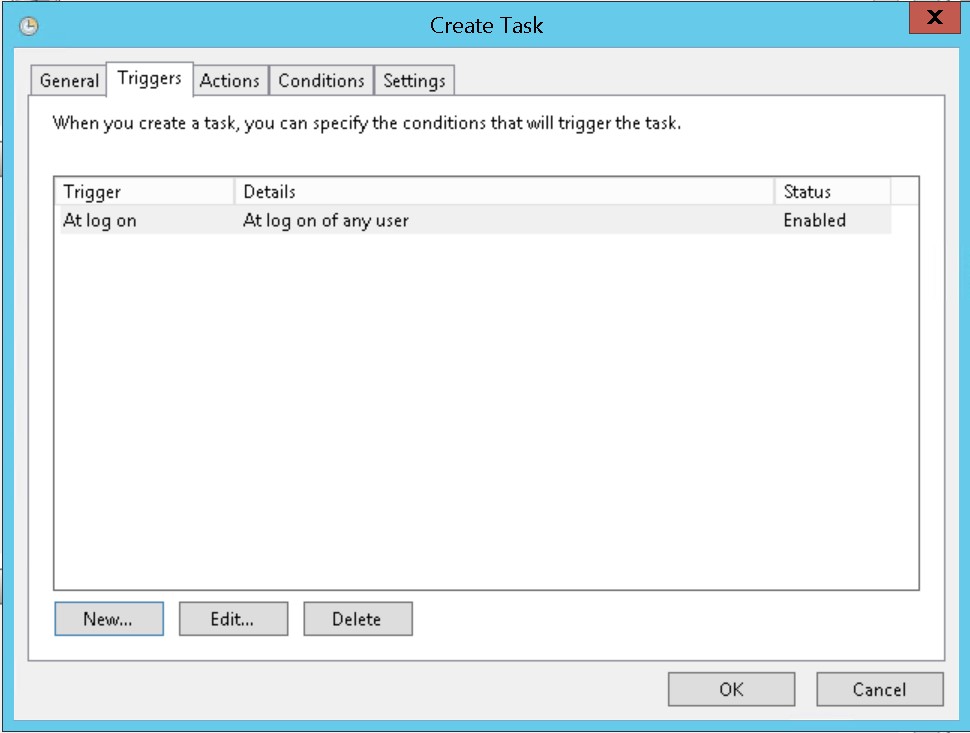 Create Task
General Triggers Actions Conditions Settings
When you create a task, you can specify the conditions that will trigger the task.
Trigger Details Status
At log on At log on of any user Enabled
New... Edit... Delete
OK Cancel